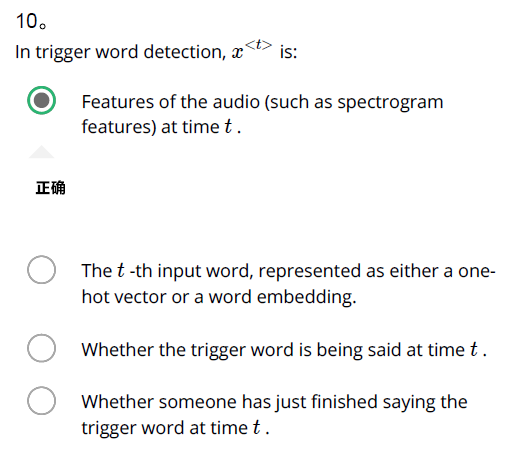 10。
In trigger word detection, x<t> is:
Features of the audio (such as spectrogram
features) at time t .
正确
The t -th input word, represented as either a one-
hot vector or a word embedding.
Whether the trigger word is being said at time t .
Whether someone has just finished saying the
trigger word at time t .